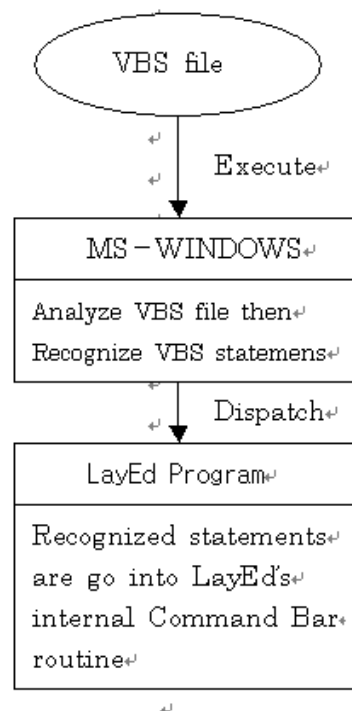 VBS file
Execute
MS-WINDOWS
Analyze VBS file then
Recognize VBS statemens
Dispatch
LayEd Program
Recognized statements
are go into LayEd's
internal Command Bar
routine